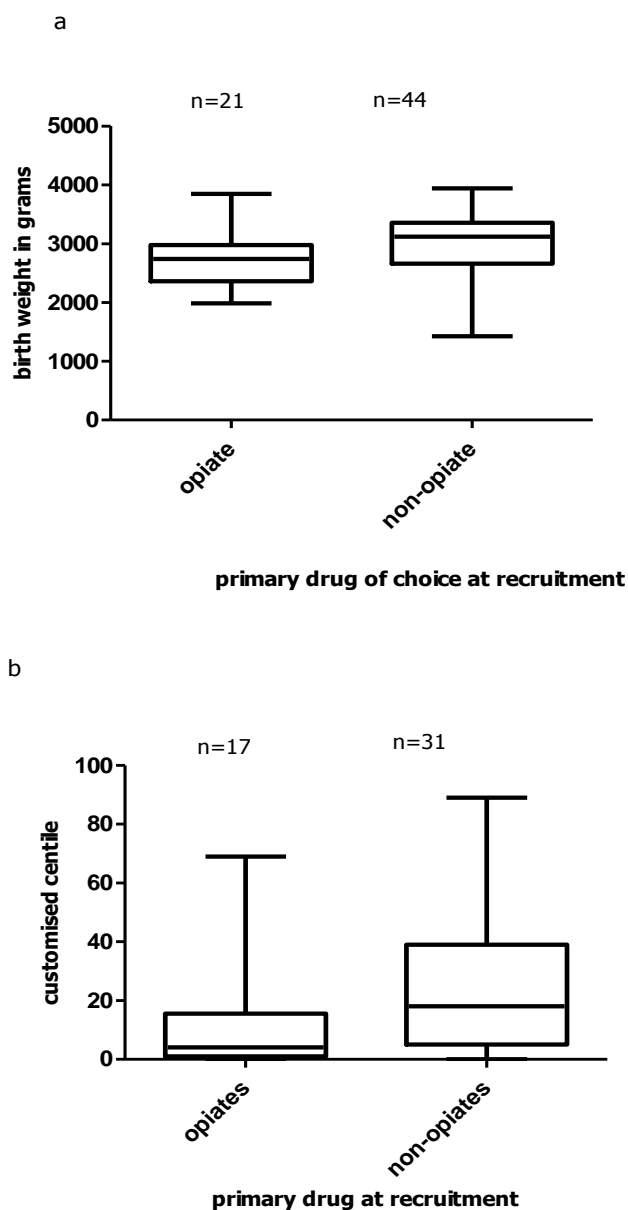 a
n=21 n=44
5000
4000
3000
2000
1000
0
birth weight in grams
opiate
non-opiate
primary drug of choice at recruitment
b
n=17 n=31
100
80
60
40
20
0
customised centile
opiates
non-opiates
primary drug at recruitment